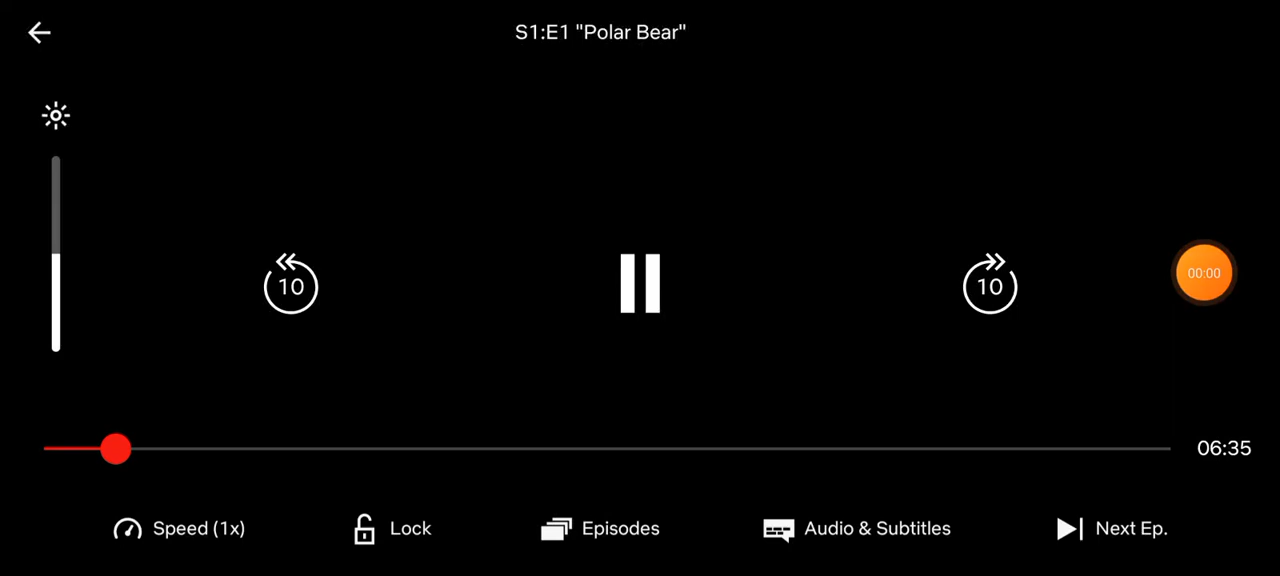 S1:E1 "Polar Bear"
10
10
00:00
06:35
Speed (1x)
Lock
Episodes
Audio & Subtitles
Next Ep.